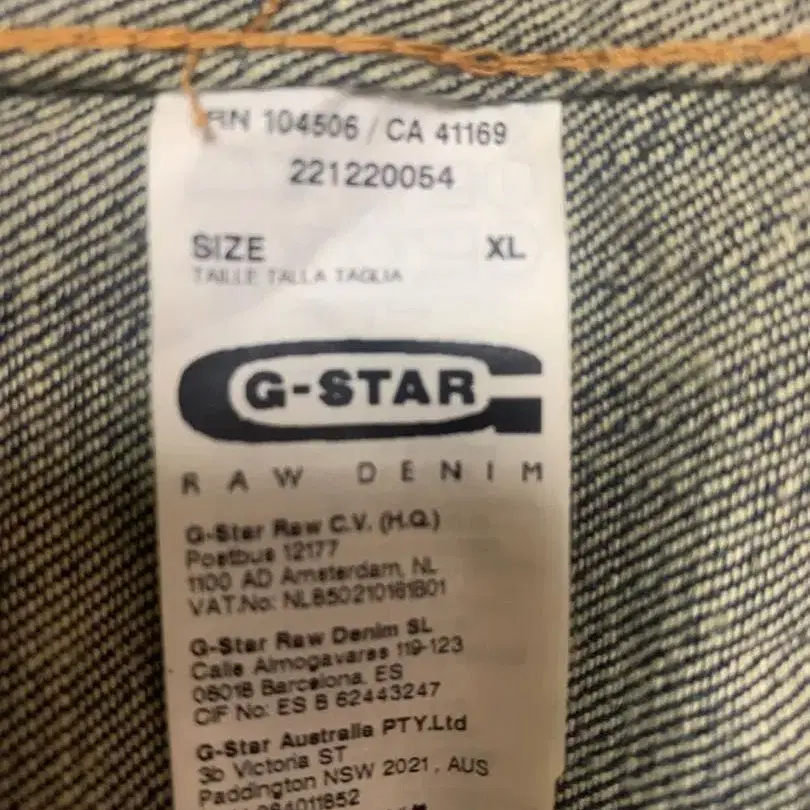 RN 104506 / CA 41169
221220054
SIZE XL
TAILLE TALLA TAGLIA
G-STAR
RAW DENIM
G-Star Raw C.V. (H.Q.)
Postbus 12177
1100 AD Amsterdam, NL
VAT.No: NL850210161B01
G-Star Raw Denim SL
Calle Almogavares 119-123
08018 Barcelona, ES
CIF No: ES B 62443247
G-Star Australia PTY.Ltd
3b Victoria ST
Paddington NSW 2021, AUS